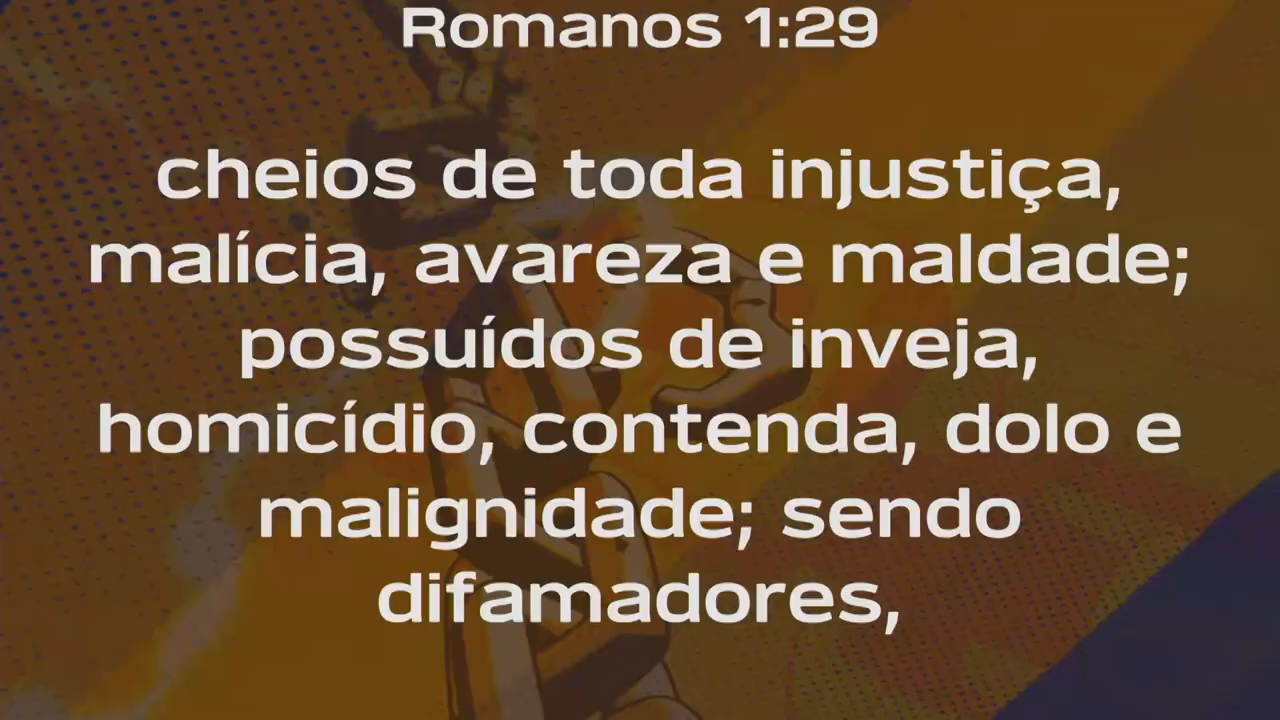 Romanos 1:29
cheios de toda injustiça,
malícia, avareza e maldade;
possuídos de inveja,
homicídio, contenda, dolo e
malignidade; sendo
difamadores,